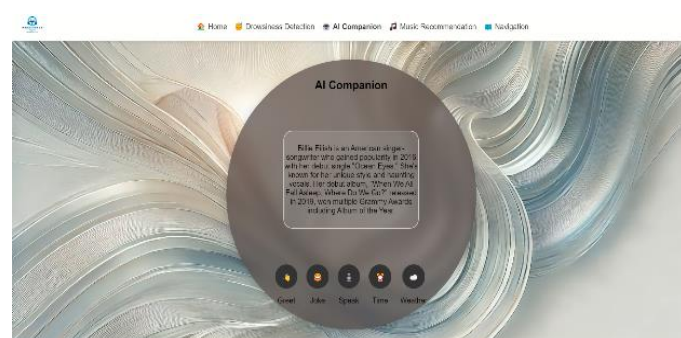 Home Drowsiness Detection AI Companion Music Recommendation Navigation
AI Companion
Billie Eilish is an American singer-
songwriter who gained popularity in 2015
with her debut single "Ocean Eyes." She's
known for her unique style and haunting
vocals. Her debut album, "When We All
Fall Asleep, Where Do We Go?" released
in 2019, won multiple Grammy Awards
including Album of the Year.
Greet Joke Speak Time Weather